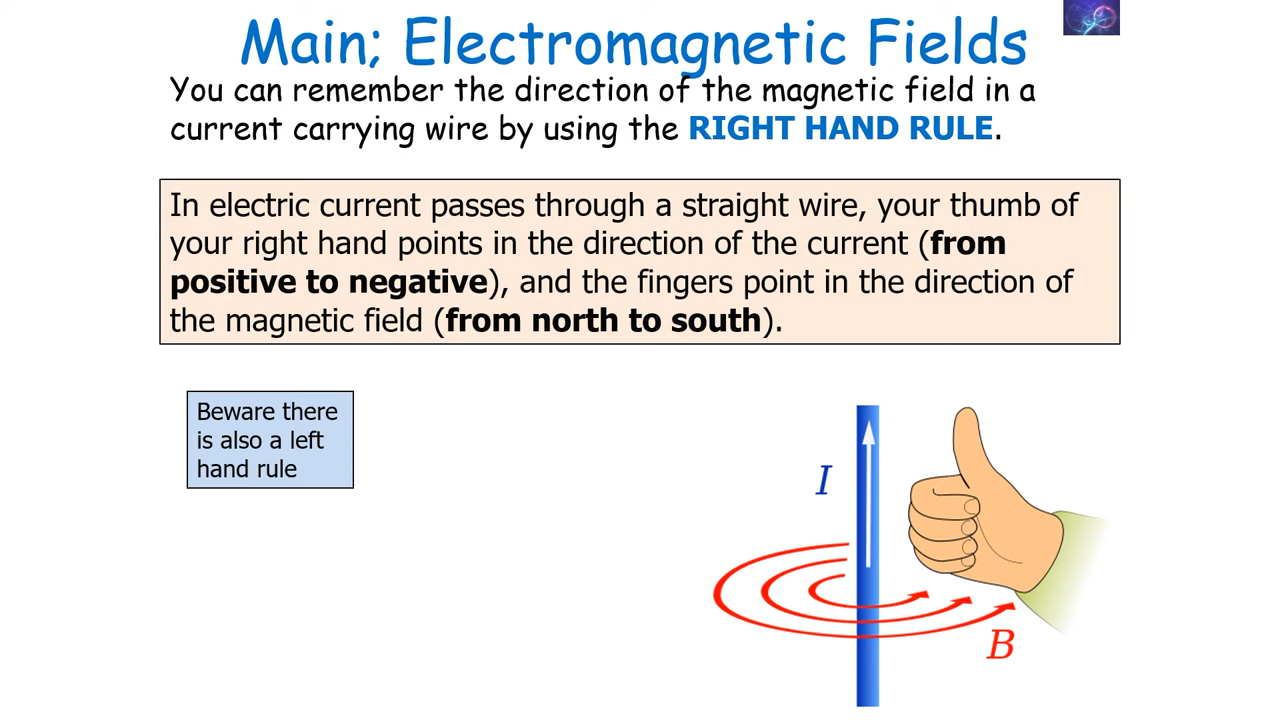 Main; Electromagnetic Fields
You can remember the direction of the magnetic field in a
current carrying wire by using the RIGHT HAND RULE.
In electric current passes through a straight wire, your thumb of
your right hand points in the direction of the current (from
positive to negative), and the fingers point in the direction of
the magnetic field (from north to south).
Beware there
is also a left
hand rule
I
B